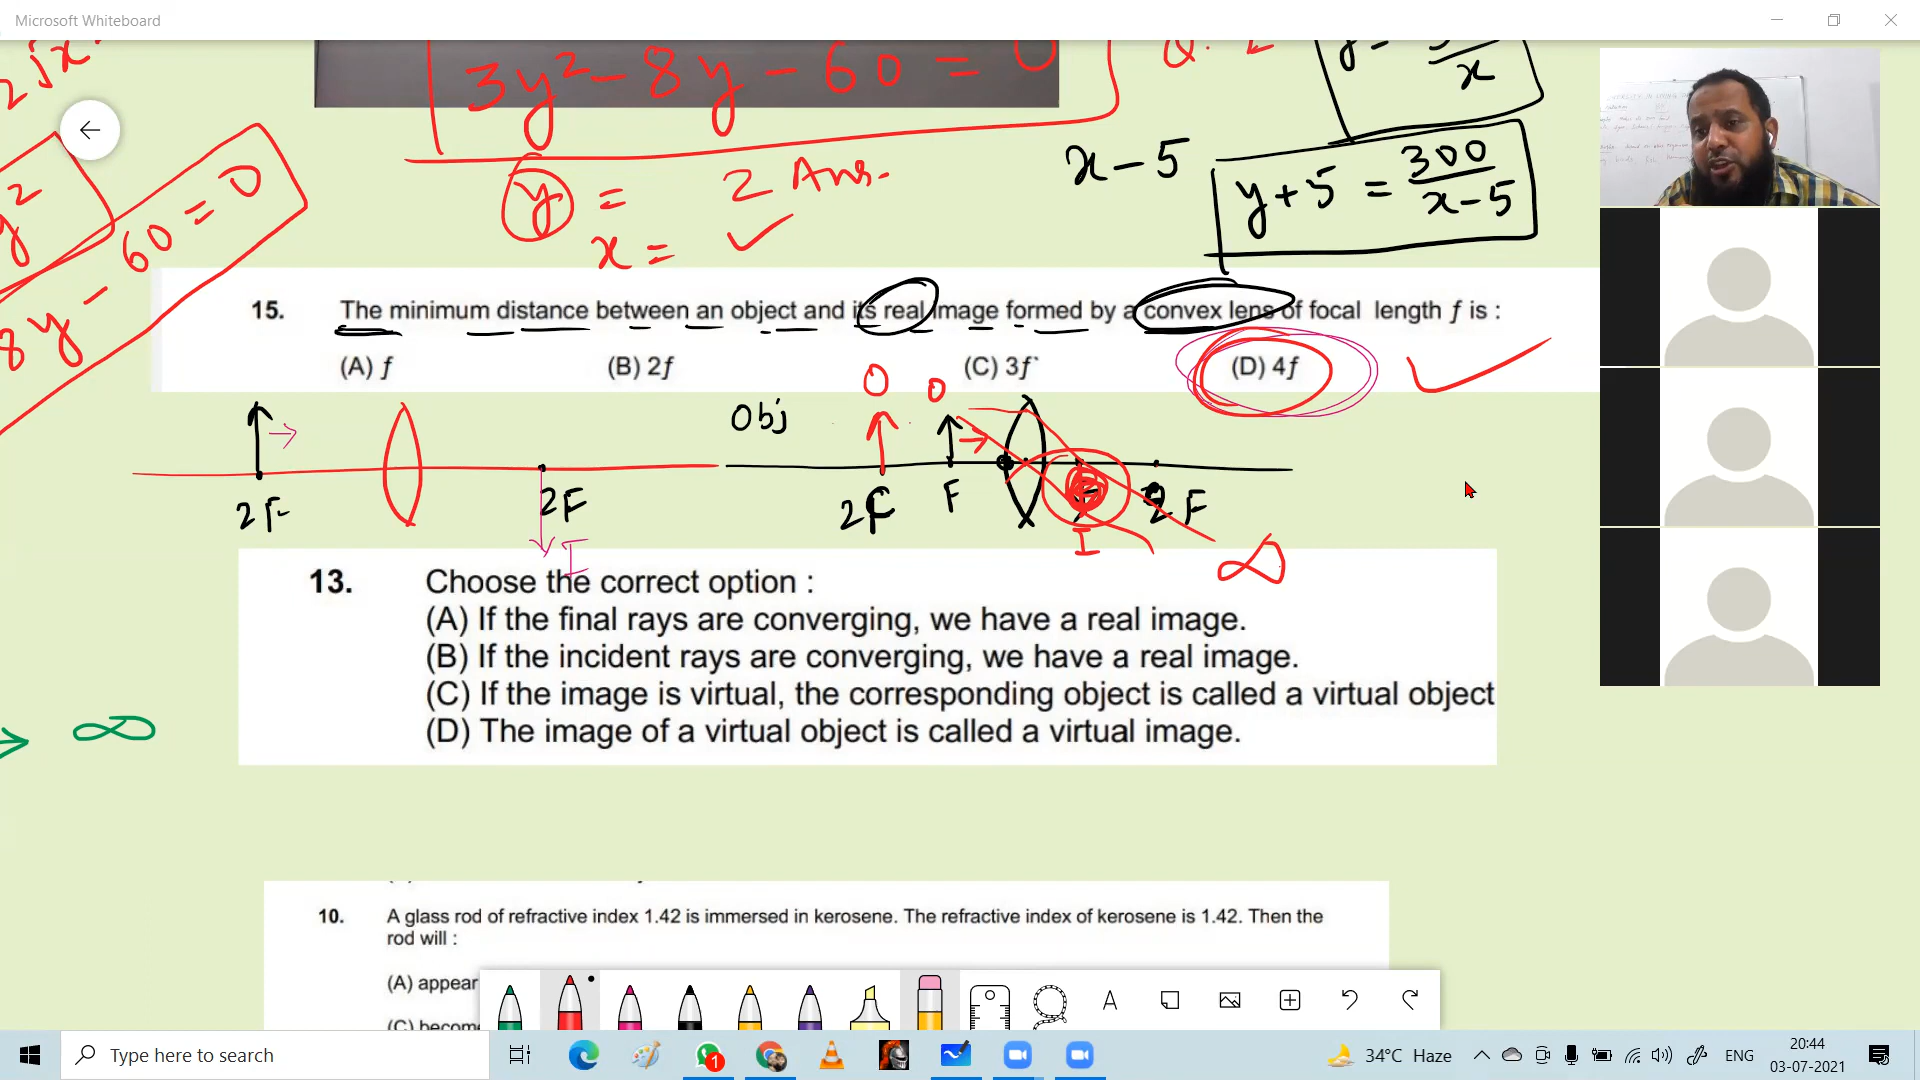 Microsoft Whiteboard
3y² - 8y - 60 = 0
x - 5
y + 5 = 300 / x - 5
y = 2 Ans.
x =
60 = 0
8y -
15. The minimum distance between an object and its real image formed by a convex lens of focal length f is :
(A) f (B) 2f (C) 3f (D) 4f
O O
Obj
2F 2F 2F F 2F
I I
∞
13. Choose the correct option :
(A) If the final rays are converging, we have a real image.
(B) If the incident rays are converging, we have a real image.
(C) If the image is virtual, the corresponding object is called a virtual object
(D) The image of a virtual object is called a virtual image.
∞
10. A glass rod of refractive index 1.42 is immersed in kerosene. The refractive index of kerosene is 1.42. Then the
rod will :
(A) appear
(C) become
A
Type here to search
1
34°C Haze
ENG
20:44
03-07-2021